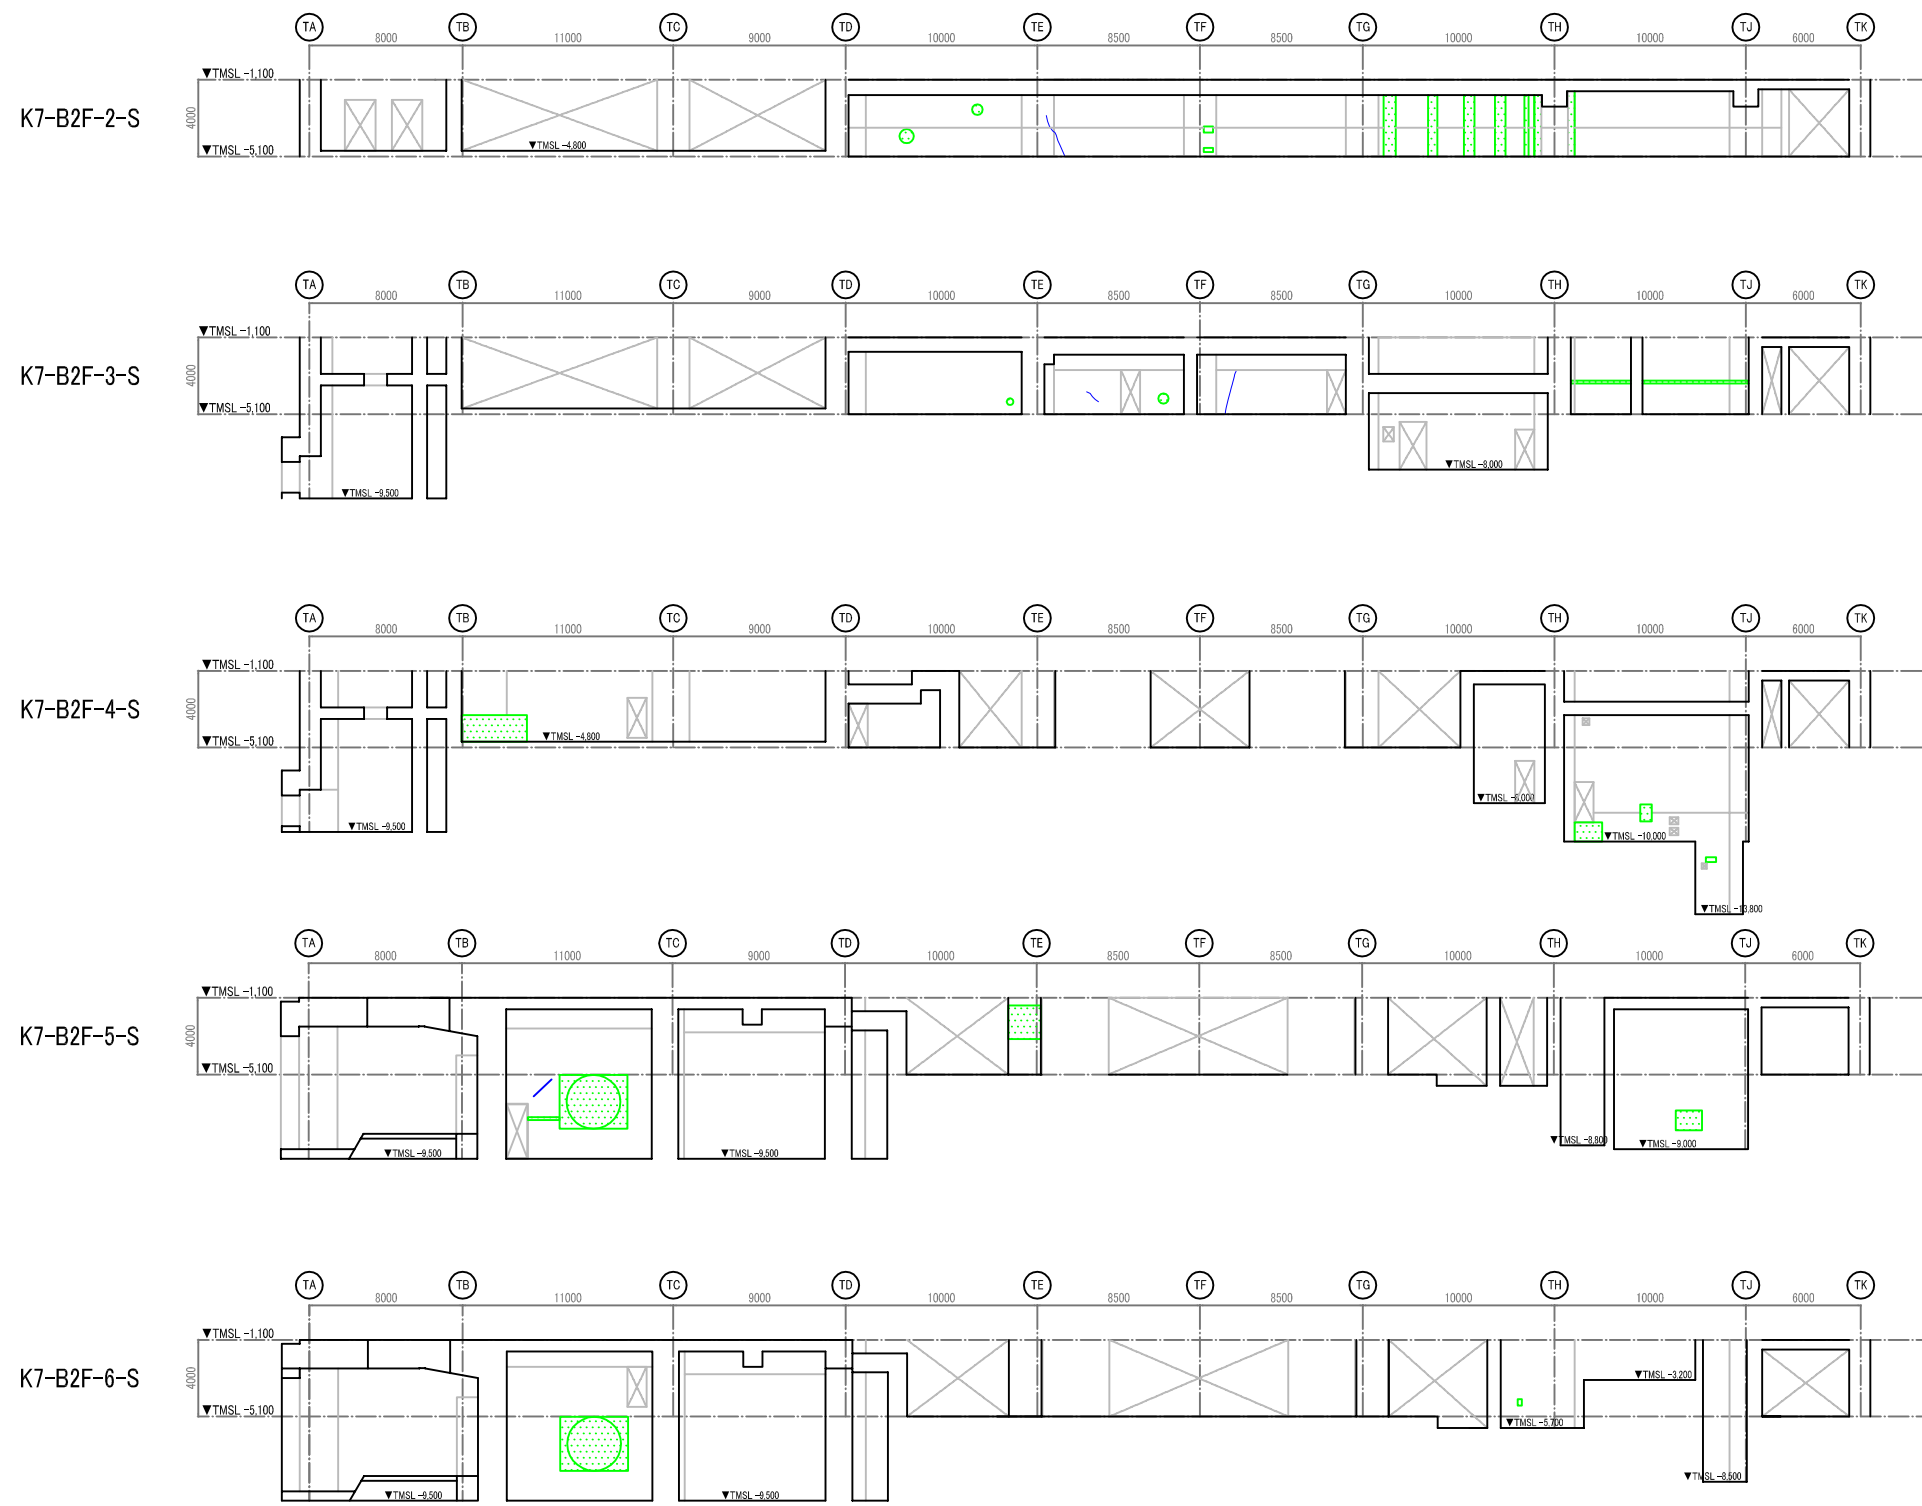 TA TB TC TD TE TF TG TH TJ TK
8000 11000 9000 10000 8500 8500 10000 10000 6000
▼TMSL -1,100
K7-B2F-2-S
4000
▼TMSL -4,800
▼TMSL -5,100
TA TB TC TD TE TF TG TH TJ TK
8000 11000 9000 10000 8500 8500 10000 10000 6000
▼TMSL -1,100
K7-B2F-3-S
4000
▼TMSL -5,100
▼TMSL -8,000
▼TMSL -9,500
TA TB TC TD TE TF TG TH TJ TK
8000 11000 9000 10000 8500 8500 10000 10000 6000
▼TMSL -1,100
K7-B2F-4-S
4000
▼TMSL -4,800
▼TMSL -5,100
▼TMSL -8,000
▼TMSL -9,500
▼TMSL -10,000
▼TMSL -13,800
TA TB TC TD TE TF TG TH TJ TK
8000 11000 9000 10000 8500 8500 10000 10000 6000
▼TMSL -1,100
K7-B2F-5-S
4000
▼TMSL -5,100
▼TMSL -8,800
▼TMSL -9,000
▼TMSL -9,500 ▼TMSL -9,500
TA TB TC TD TE TF TG TH TJ TK
8000 11000 9000 10000 8500 8500 10000 10000 6000
▼TMSL -1,100
K7-B2F-6-S
4000
▼TMSL -3,200
▼TMSL -5,100
▼TMSL -5,700
▼TMSL -8,500
▼TMSL -9,500 ▼TMSL -9,500